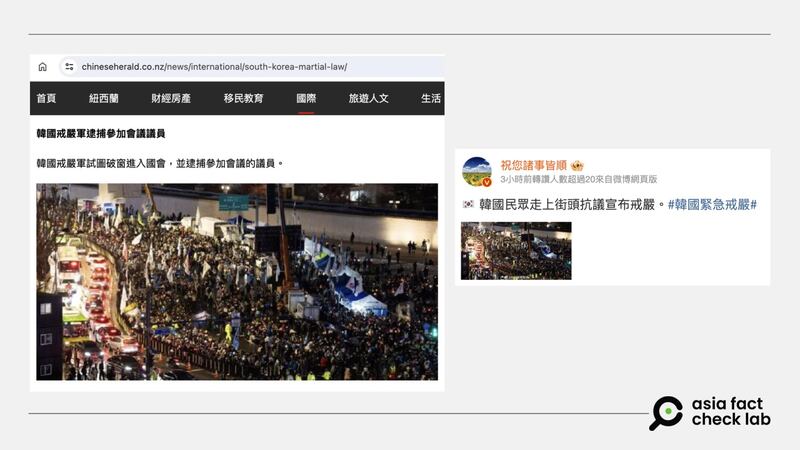 chineseherald.co.nz/news/international/south-korea-martial-law/
首頁 紐西蘭 財經房產 移民教育 國際 旅遊人文 生活
韓國戒嚴軍逮捕參加會議議員
韓國戒嚴軍試圖破窗進入國會，並逮捕參加會議的議員。
祝您諸事皆順
3小時前轉讚人數超過20來自微博網頁版
🇰🇷 韓國民眾走上街頭抗議宣布戒嚴。#韓國緊急戒嚴#
asia fact
check lab